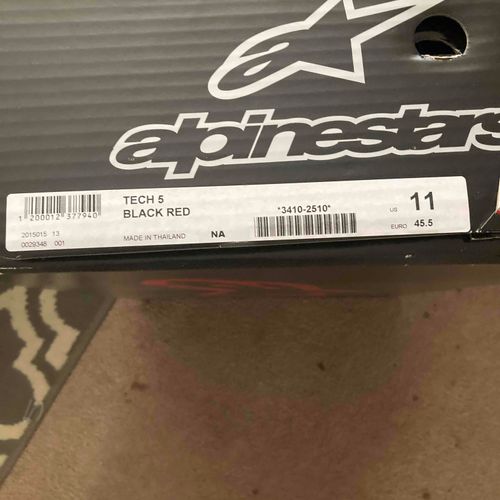 alpinestars
1 200012 377940
TECH 5
BLACK RED
*3410-2510*
US 11
2015015 13
0029348 001
MADE IN THAILAND
NA
EURO 45.5